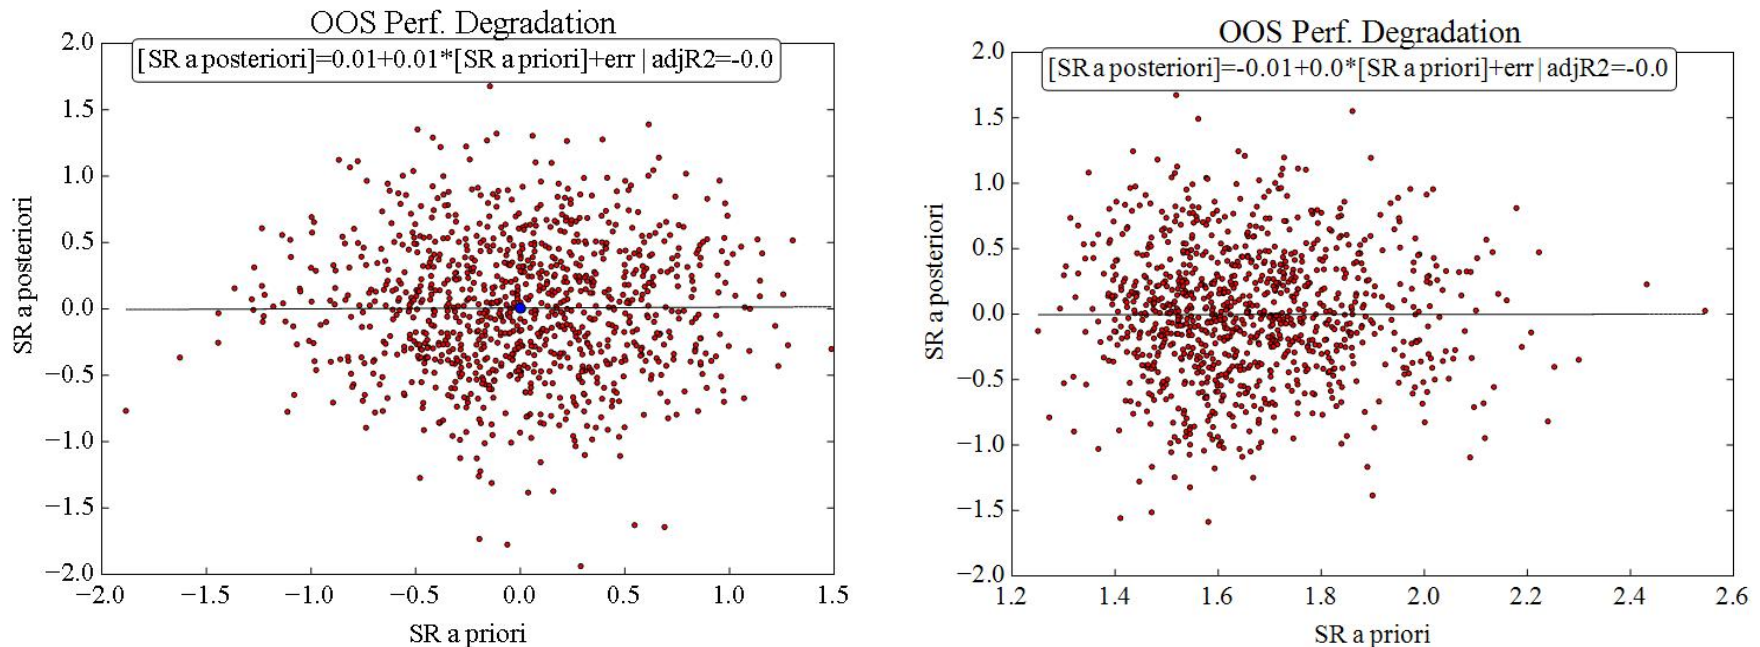 OOS Perf. Degradation
[SR a posteriori]=0.01+0.01*[SR a priori]+err | adjR2=-0.0
2.0
1.5
1.0
0.5
0.0
−0.5
−1.0
−1.5
−2.0
SR a posteriori
−2.0 −1.5 −1.0 −0.5 0.0 0.5 1.0 1.5
SR a priori
OOS Perf. Degradation
[SR a posteriori]=-0.01+0.0*[SR a priori]+err | adjR2=-0.0
2.0
1.5
1.0
0.5
0.0
−0.5
−1.0
−1.5
−2.0
SR a posteriori
1.2 1.4 1.6 1.8 2.0 2.2 2.4 2.6
SR a priori